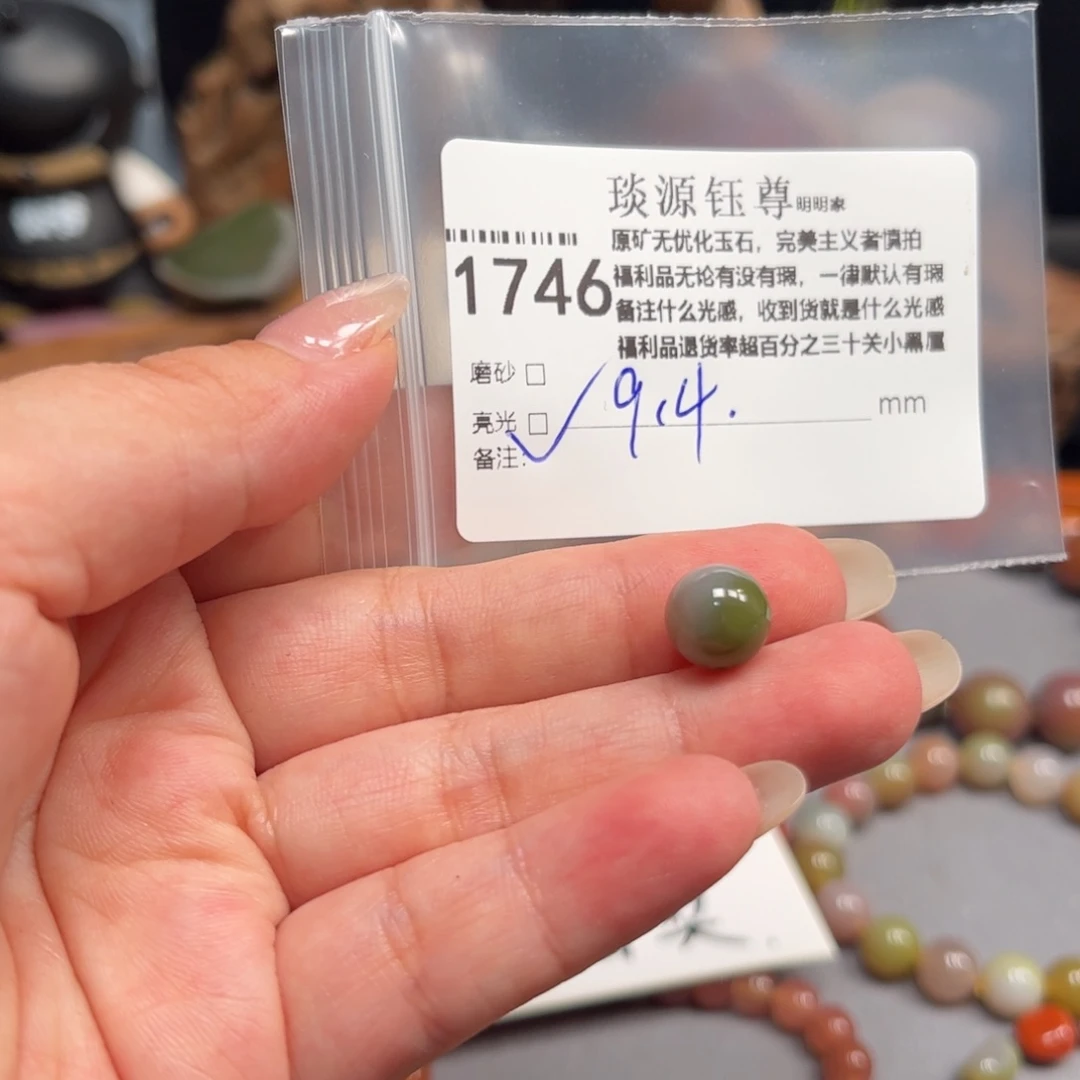 琰源钰尊明明家
原矿无优化玉石，完美主义者慎拍
1746
福利品无论有没有瑕，一律默认有瑕
备注什么光感，收到货就是什么光感
福利品退货率超百分之三十关小黑屋
磨砂 □
亮光 □ ✓ 9.4. mm
备注: